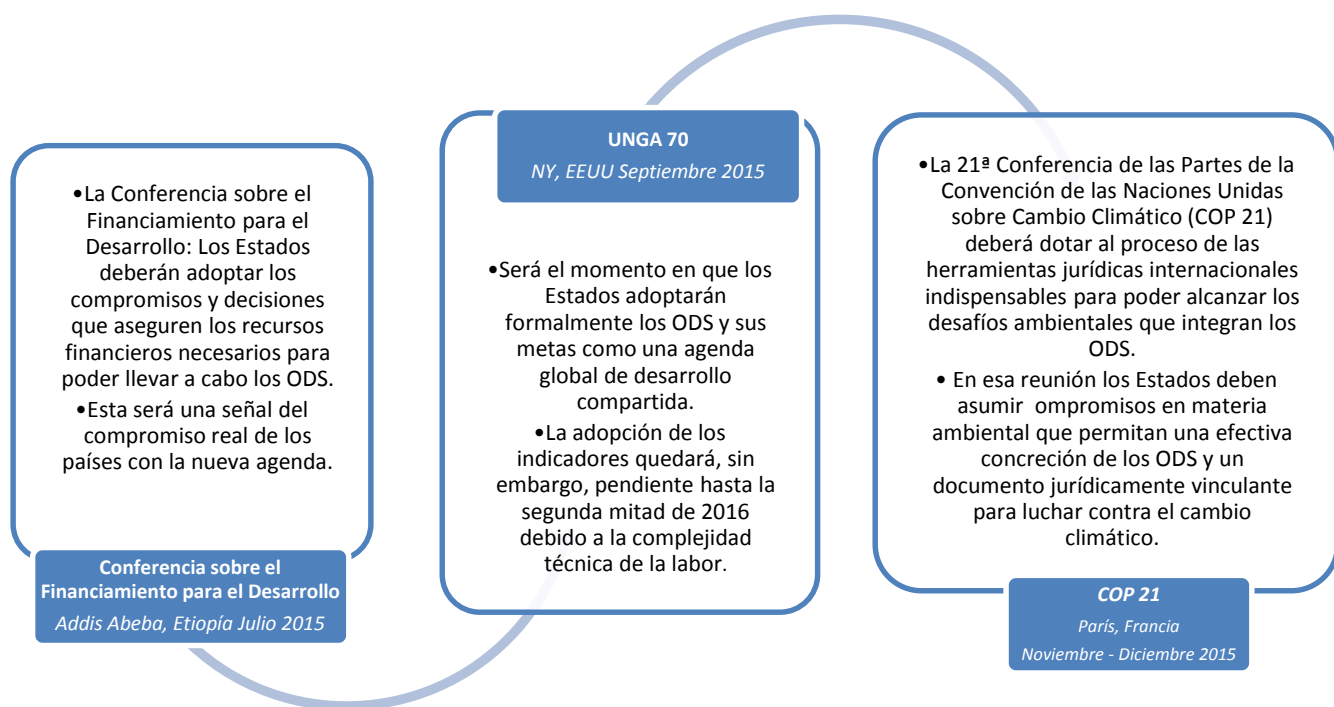 •La Conferencia sobre el
Financiamiento para el
Desarrollo: Los Estados
deberán adoptar los
compromisos y decisiones
que aseguren los recursos
financieros necesarios para
poder llevar a cabo los ODS.
•Esta será una señal del
compromiso real de los
países con la nueva agenda.
Conferencia sobre el
Financiamiento para el Desarrollo
Addis Abeba, Etiopía Julio 2015
UNGA 70
NY, EEUU Septiembre 2015
•Será el momento en que los
Estados adoptarán
formalmente los ODS y sus
metas como una agenda
global de desarrollo
compartida.
•La adopción de los
indicadores quedará, sin
embargo, pendiente hasta la
segunda mitad de 2016
debido a la complejidad
técnica de la labor.
•La 21ª Conferencia de las Partes de la
Convención de las Naciones Unidas
sobre Cambio Climático (COP 21)
deberá dotar al proceso de las
herramientas jurídicas internacionales
indispensables para poder alcanzar los
desafíos ambientales que integran los
ODS.
• En esa reunión los Estados deben
asumir ompromisos en materia
ambiental que permitan una efectiva
concreción de los ODS y un
documento jurídicamente vinculante
para luchar contra el cambio
climático.
COP 21
París, Francia
Noviembre - Diciembre 2015